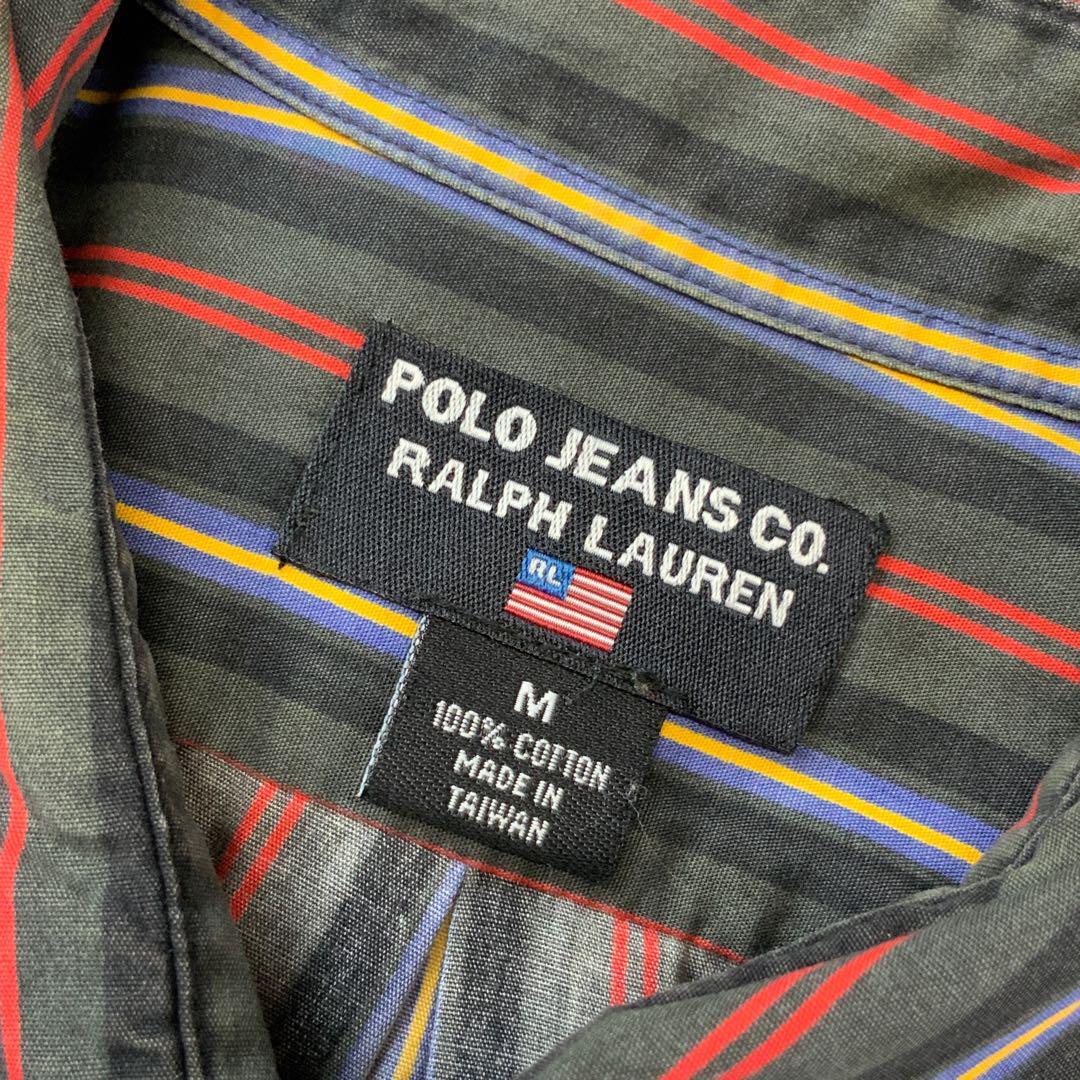 POLO JEANS CO.
RALPH LAUREN
RL
M
100% COTTON
MADE IN
TAIWAN